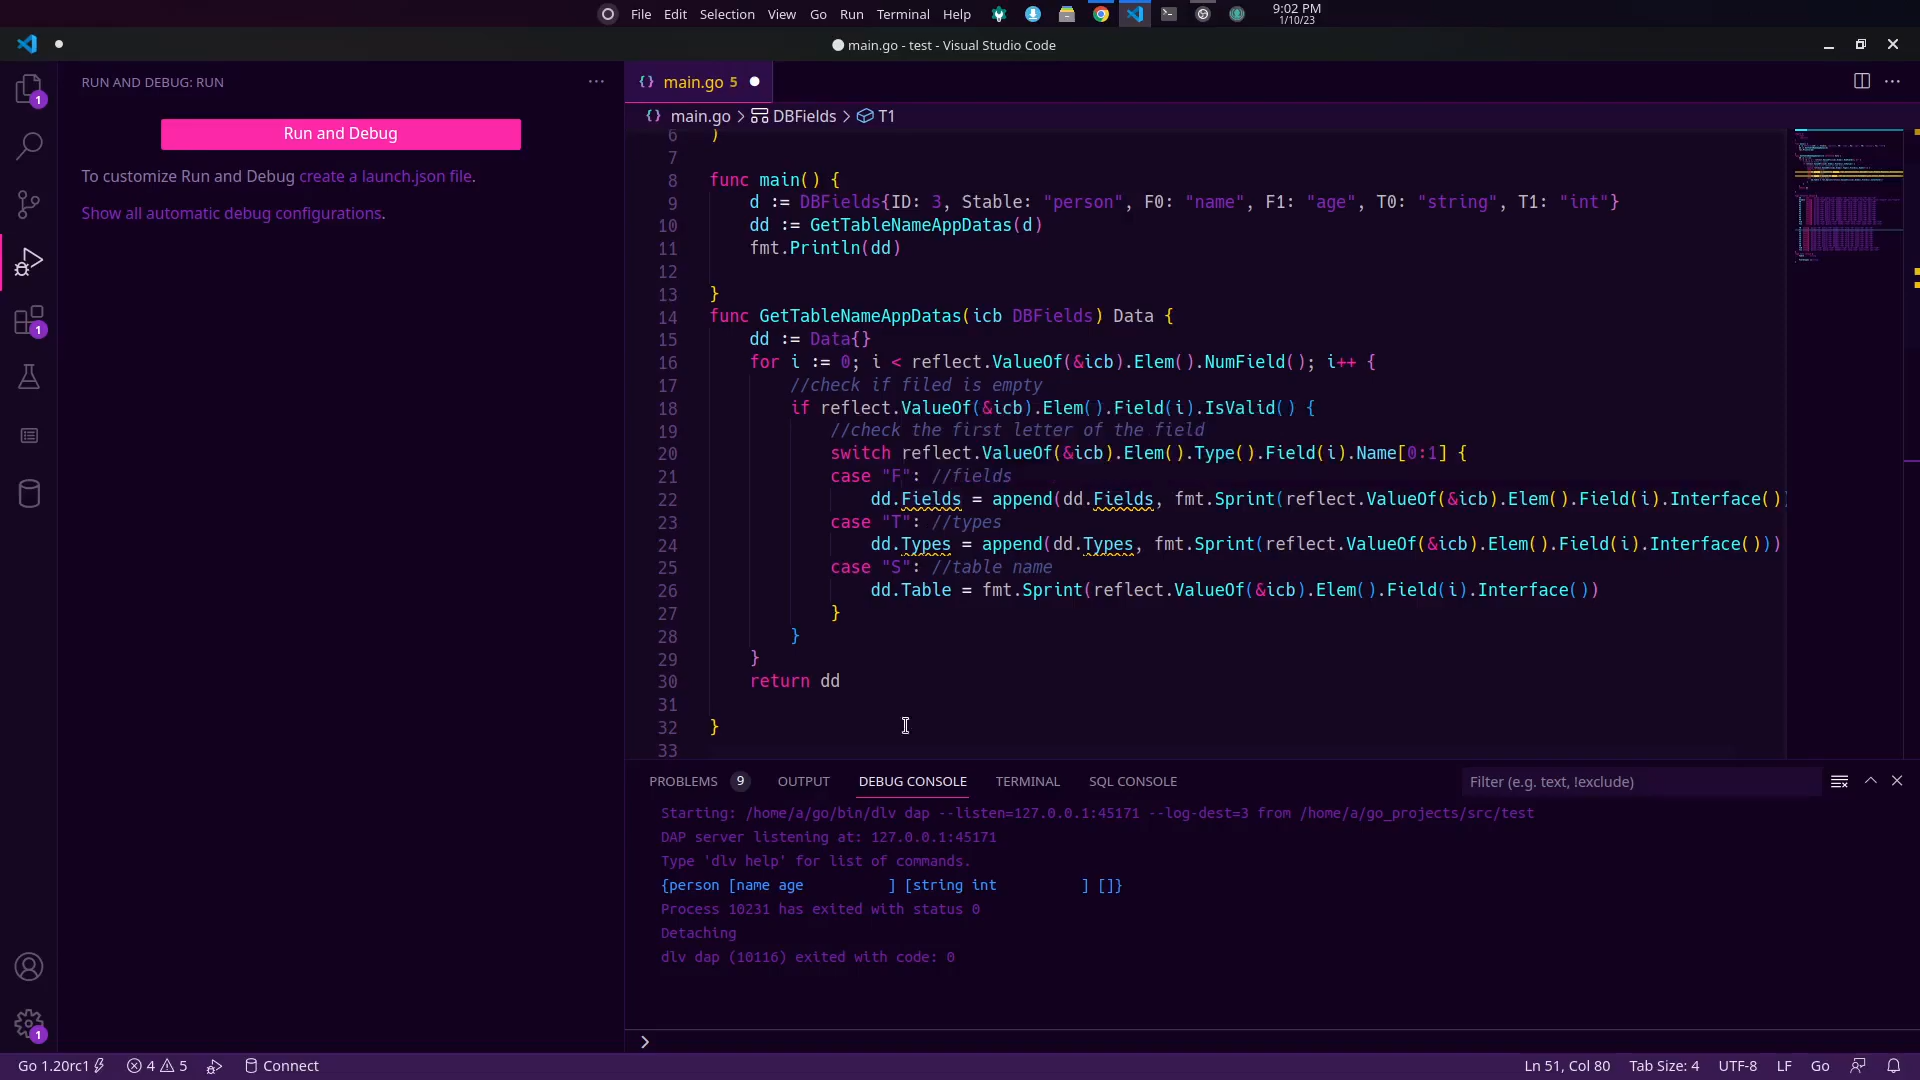 File Edit Selection View Go Run Terminal Help
9:02 PM
1/10/23
main.go - test - Visual Studio Code
RUN AND DEBUG: RUN
Run and Debug
To customize Run and Debug create a launch.json file.
Show all automatic debug configurations.
1
1
1
{} main.go 5
{} main.go > DBFields > T1
6 )
7
8 func main() {
9 d := DBFields{ID: 3, Stable: "person", F0: "name", F1: "age", T0: "string", T1: "int"}
10 dd := GetTableNameAppDatas(d)
11 fmt.Println(dd)
12
13 }
14 func GetTableNameAppDatas(icb DBFields) Data {
15 dd := Data{}
16 for i := 0; i < reflect.ValueOf(&icb).Elem().NumField(); i++ {
17 //check if filed is empty
18 if reflect.ValueOf(&icb).Elem().Field(i).IsValid() {
19 //check the first letter of the field
20 switch reflect.ValueOf(&icb).Elem().Type().Field(i).Name[0:1] {
21 case "F": //fields
22 dd.Fields = append(dd.Fields, fmt.Sprint(reflect.ValueOf(&icb).Elem().Field(i).Interface()
23 case "T": //types
24 dd.Types = append(dd.Types, fmt.Sprint(reflect.ValueOf(&icb).Elem().Field(i).Interface()))
25 case "S": //table name
26 dd.Table = fmt.Sprint(reflect.ValueOf(&icb).Elem().Field(i).Interface())
27 }
28 }
29 }
30 return dd
31
32 }
33
PROBLEMS 9 OUTPUT DEBUG CONSOLE TERMINAL SQL CONSOLE Filter (e.g. text, !exclude)
Starting: /home/a/go/bin/dlv dap --listen=127.0.0.1:45171 --log-dest=3 from /home/a/go_projects/src/test
DAP server listening at: 127.0.0.1:45171
Type 'dlv help' for list of commands.
{person [name age          ] [string int          ] []}
Process 10231 has exited with status 0
Detaching
dlv dap (10116) exited with code: 0
>
Go 1.20rc1 4 5 Connect Ln 51, Col 80 Tab Size: 4 UTF-8 LF Go